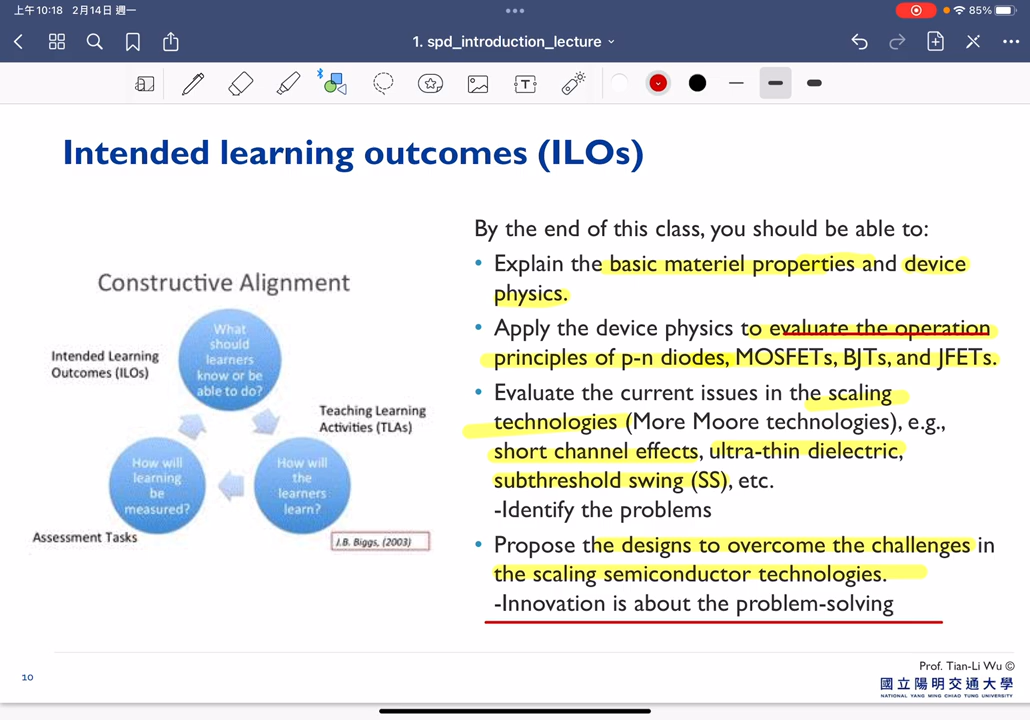 上午10:18 2月14日 週一
85%
1. spd_introduction_lecture
T
Intended learning outcomes (ILOs)
Constructive Alignment
Intended Learning
Outcomes (ILOs)
What
should
learners
know or be
able to do?
Teaching Learning
Activities (TLAs)
How will
learning
be
measured?
How will
the
learners
learn?
Assessment Tasks
J.B. Biggs, (2003)
By the end of this class, you should be able to:
• Explain the basic materiel properties and device
physics.
• Apply the device physics to evaluate the operation
principles of p-n diodes, MOSFETs, BJTs, and JFETs.
• Evaluate the current issues in the scaling
technologies (More Moore technologies), e.g.,
short channel effects, ultra-thin dielectric,
subthreshold swing (SS), etc.
-Identify the problems
• Propose the designs to overcome the challenges in
the scaling semiconductor technologies.
-Innovation is about the problem-solving
10
Prof. Tian-Li Wu ©
國立陽明交通大學
NATIONAL YANG MING CHIAO TUNG UNIVERSITY